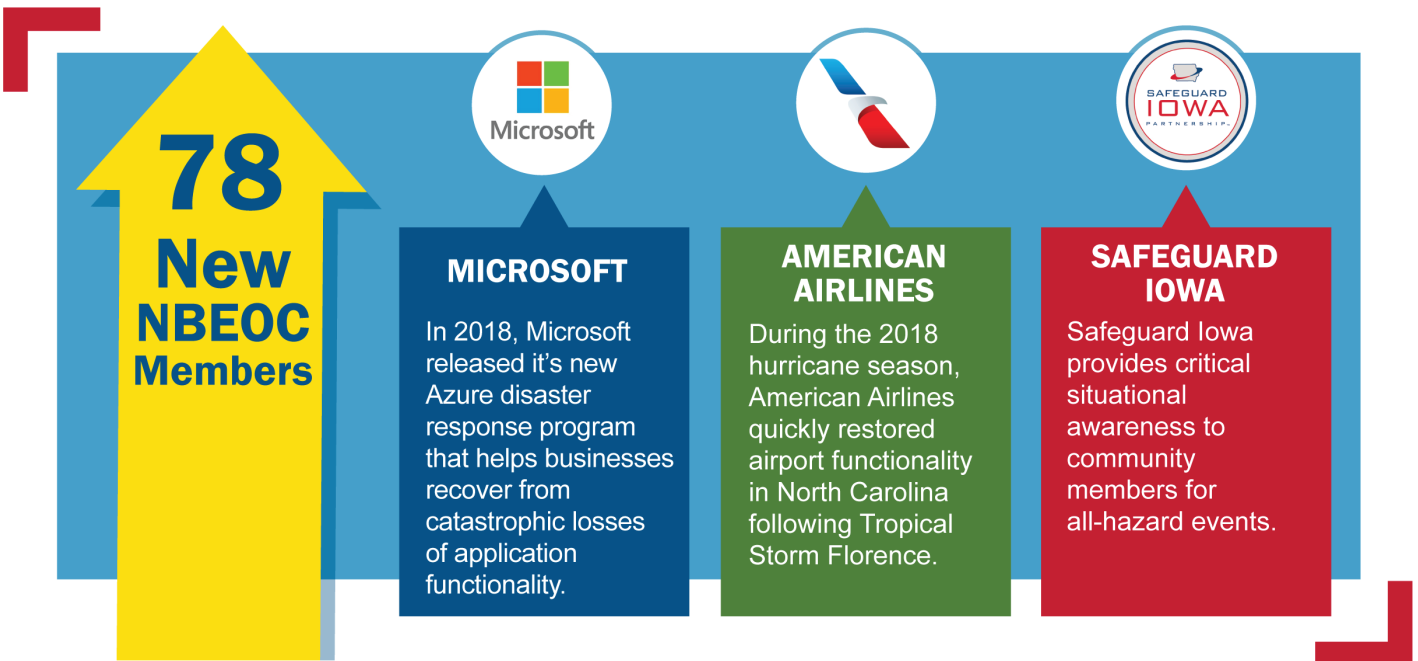 78
New
NBEOC
Members
Microsoft
MICROSOFT
In 2018, Microsoft
released it’s new
Azure disaster
response program
that helps businesses
recover from
catastrophic losses
of application
functionality.
AMERICAN
AIRLINES
During the 2018
hurricane season,
American Airlines
quickly restored
airport functionality
in North Carolina
following Tropical
Storm Florence.
SAFEGUARD
IOWA
PARTNERSHIP
SAFEGUARD
IOWA
Safeguard Iowa
provides critical
situational
awareness to
community
members for
all-hazard events.